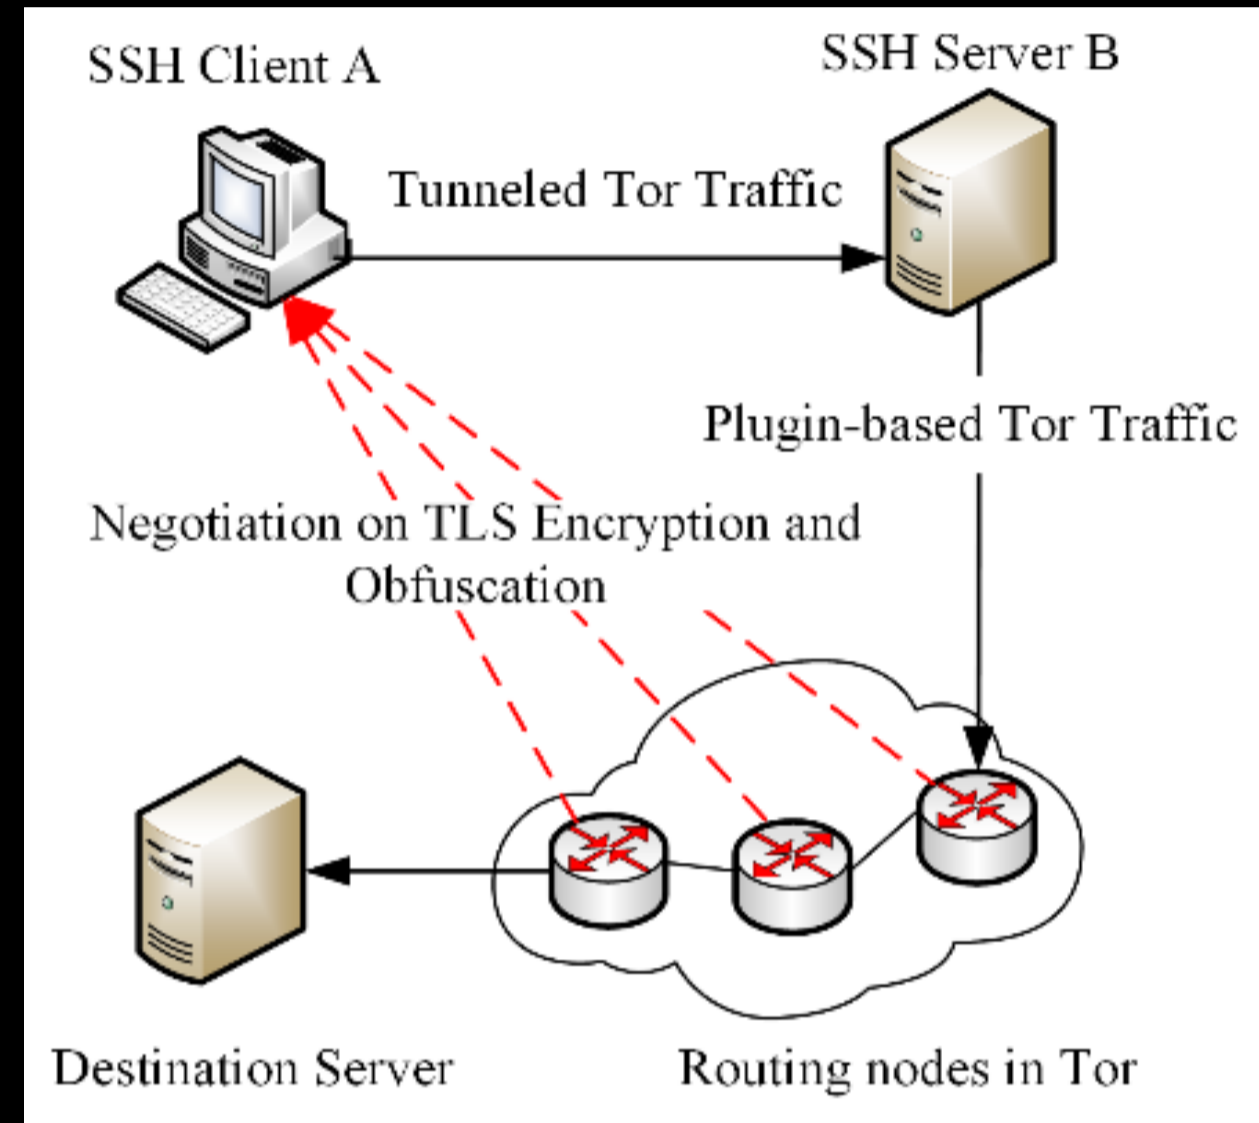 SSH Client A
SSH Server B
Tunneled Tor Traffic
Plugin-based Tor Traffic
Negotiation on TLS Encryption and
Obfuscation
Destination Server
Routing nodes in Tor